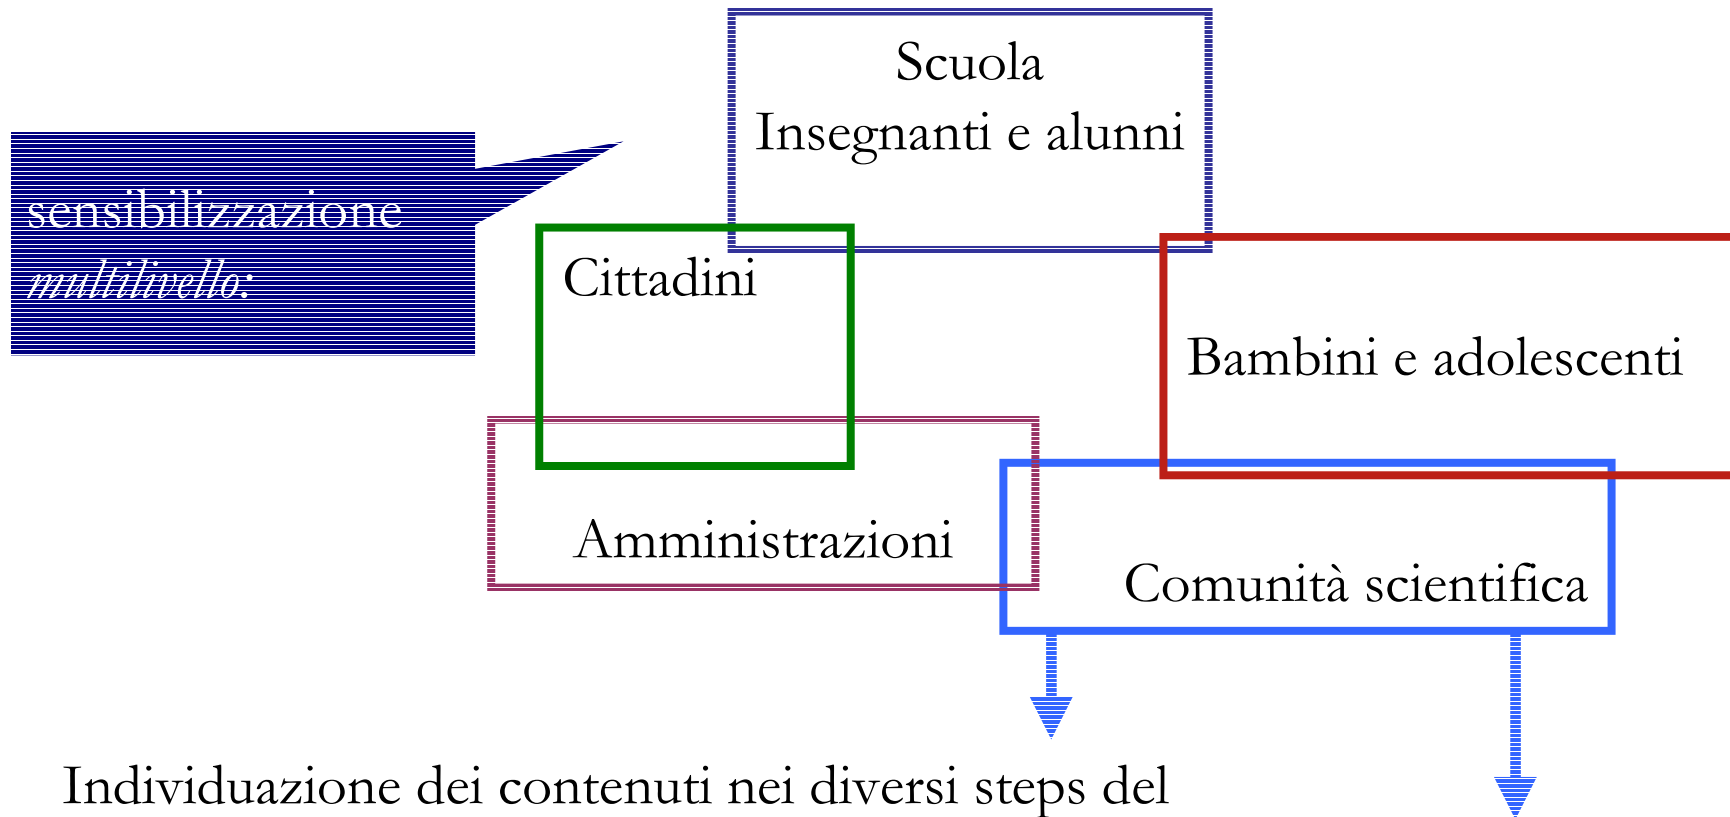 Scuola
Insegnanti e alunni
sensibilizzazione
multilivello:
Cittadini
Bambini e adolescenti
Amministrazioni
Comunità scientifica
Individuazione dei contenuti nei diversi steps del